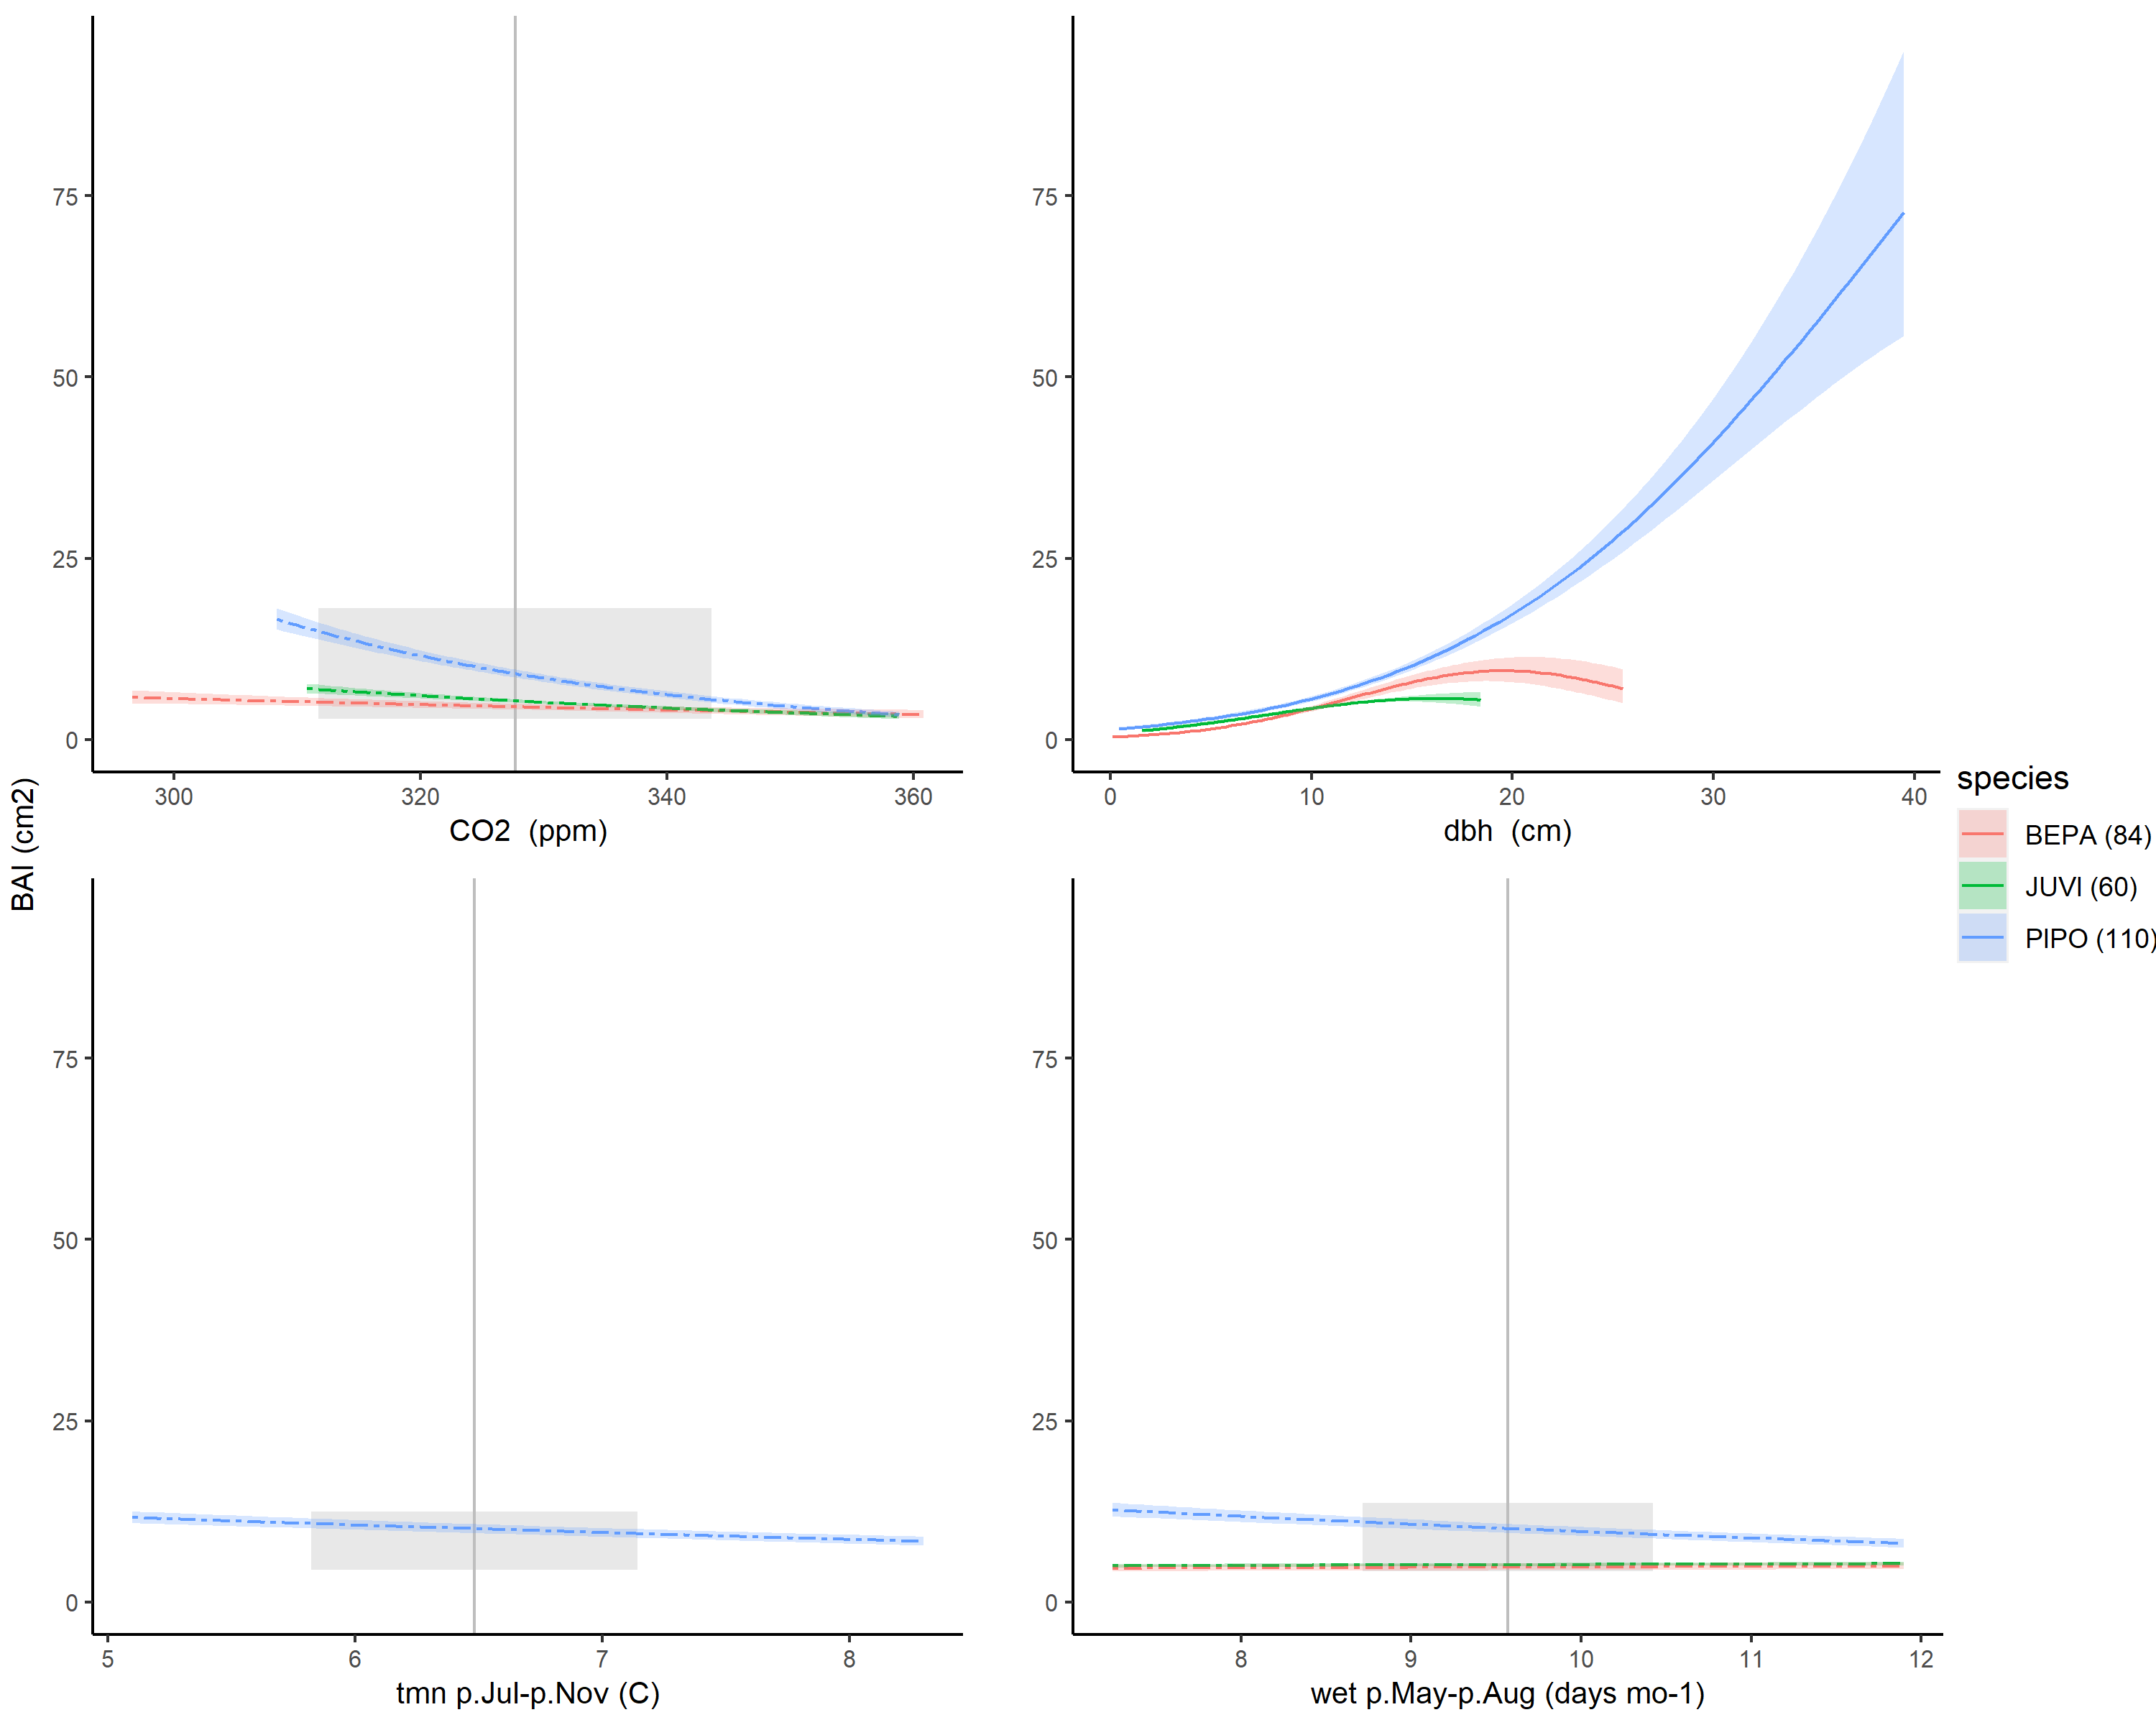 75
50
25
0
300 320 340 360
CO2  (ppm)
75
50
25
0
0 10 20 30 40
dbh  (cm)
BAI (cm2)
species
BEPA (84)
JUVI (60)
PIPO (110)
75
50
25
0
5 6 7 8
tmn p.Jul-p.Nov (C)
75
50
25
0
8 9 10 11 12
wet p.May-p.Aug (days mo-1)